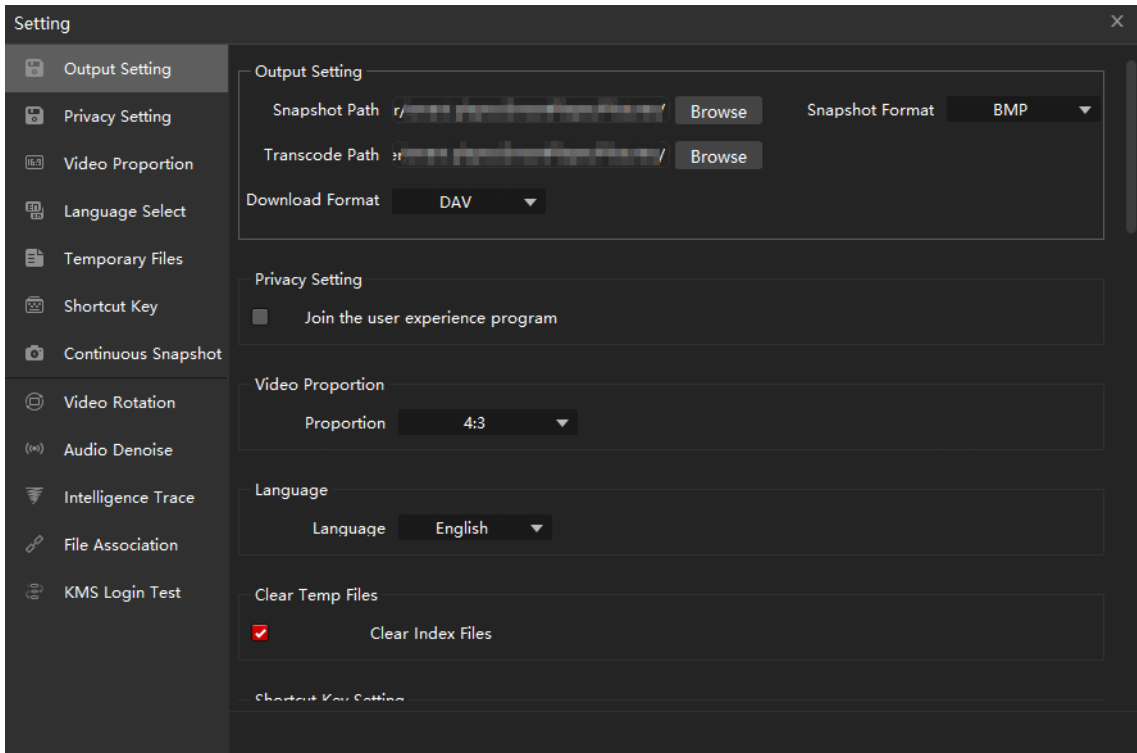 Setting
Output Setting
Privacy Setting
Video Proportion
Language Select
Temporary Files
Shortcut Key
Continuous Snapshot
Video Rotation
Audio Denoise
Intelligence Trace
File Association
KMS Login Test
Output Setting
Snapshot Path Browse Snapshot Format BMP
Transcode Path Browse
Download Format DAV
Privacy Setting
Join the user experience program
Video Proportion
Proportion 4:3
Language
Language English
Clear Temp Files
Clear Index Files
Shortcut Key Setting